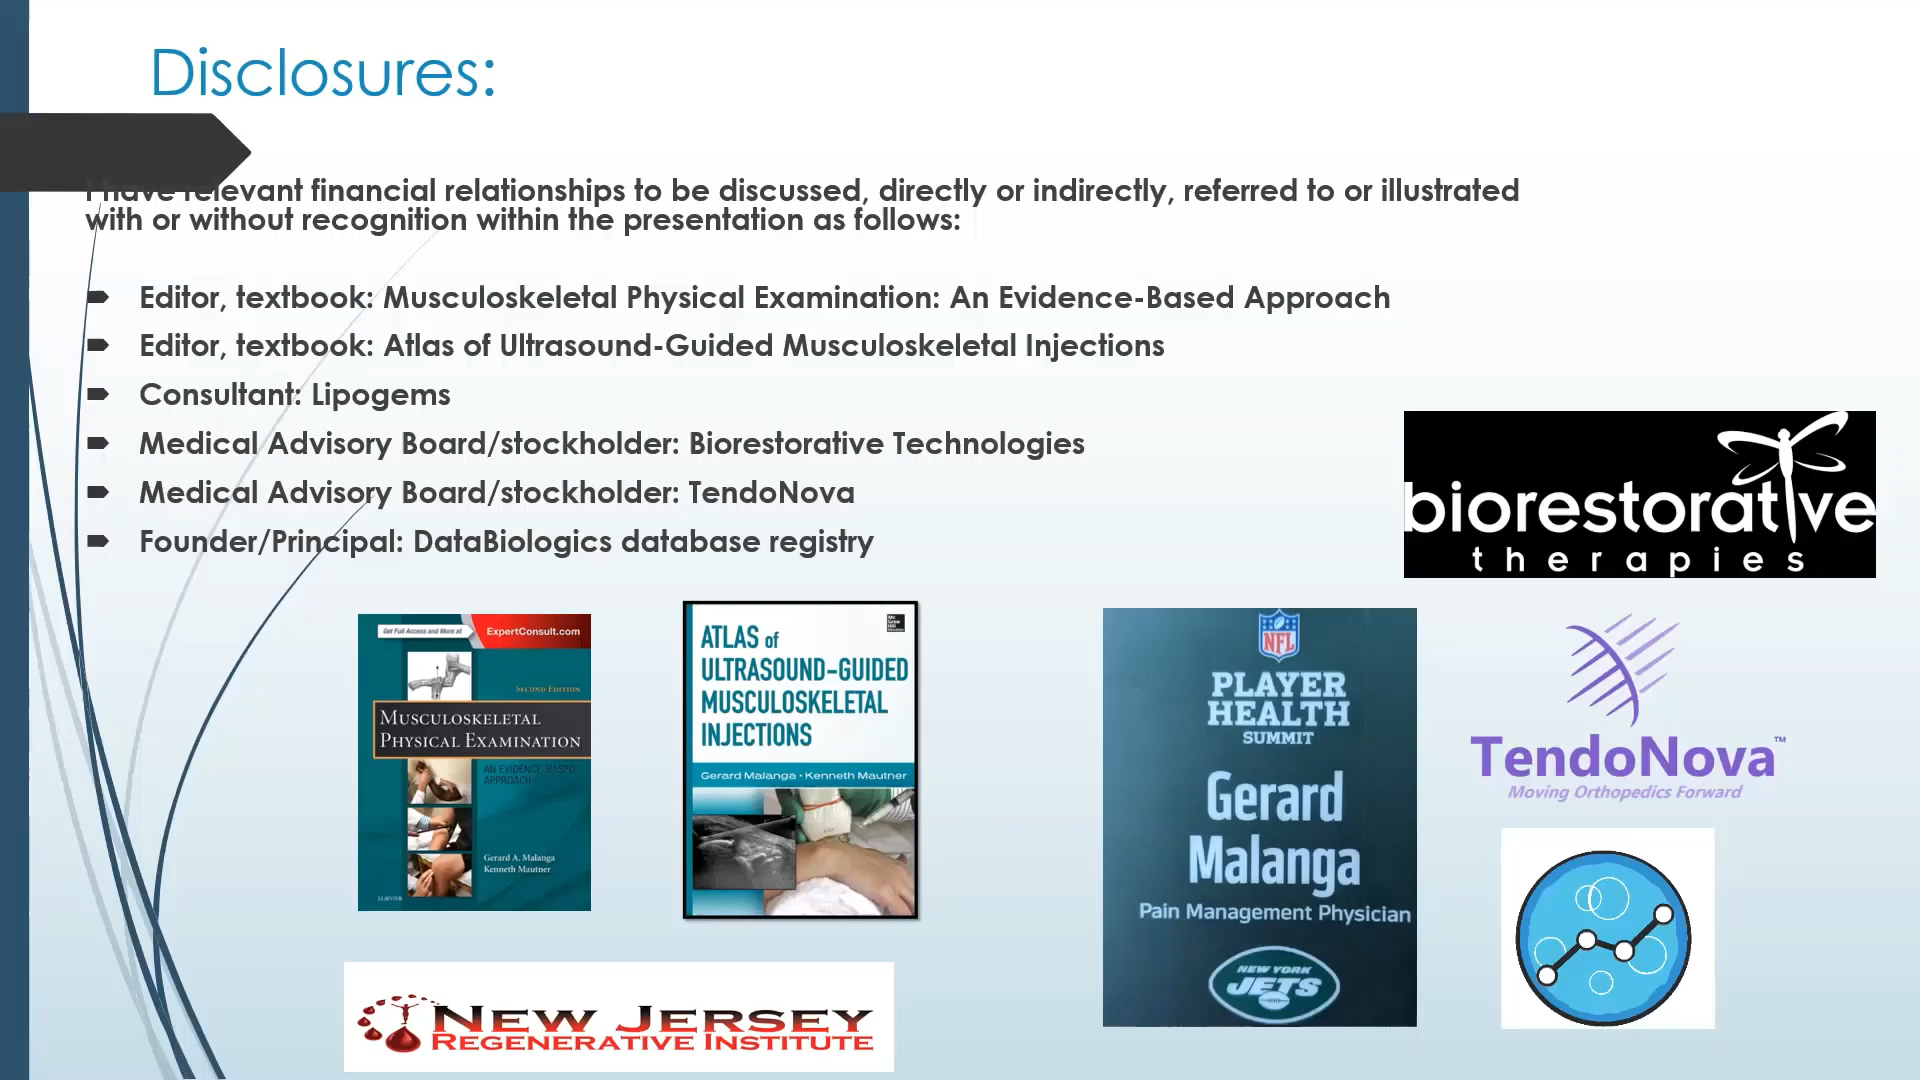 Disclosures:
I have relevant financial relationships to be discussed, directly or indirectly, referred to or illustrated
with or without recognition within the presentation as follows:
Editor, textbook: Musculoskeletal Physical Examination: An Evidence-Based Approach
Editor, textbook: Atlas of Ultrasound-Guided Musculoskeletal Injections
Consultant: Lipogems
Medical Advisory Board/stockholder: Biorestorative Technologies
Medical Advisory Board/stockholder: TendoNova
Founder/Principal: DataBiologics database registry
biorestorative
therapies
Get Full Access and More at
ExpertConsult.com
SECOND EDITION
MUSCULOSKELETAL
PHYSICAL EXAMINATION
AN EVIDENCE-BASED
APPROACH
Gerard A. Malanga
Kenneth Mautner
ELSEVIER
Mc
Graw
Hill
Education
ATLAS of
ULTRASOUND-GUIDED
MUSCULOSKELETAL
INJECTIONS
Gerard Malanga • Kenneth Mautner
NFL
PLAYER
HEALTH
SUMMIT
Gerard
Malanga
Pain Management Physician
NEW YORK
JETS
TendoNova™
Moving Orthopedics Forward
NEW JERSEY
REGENERATIVE INSTITUTE